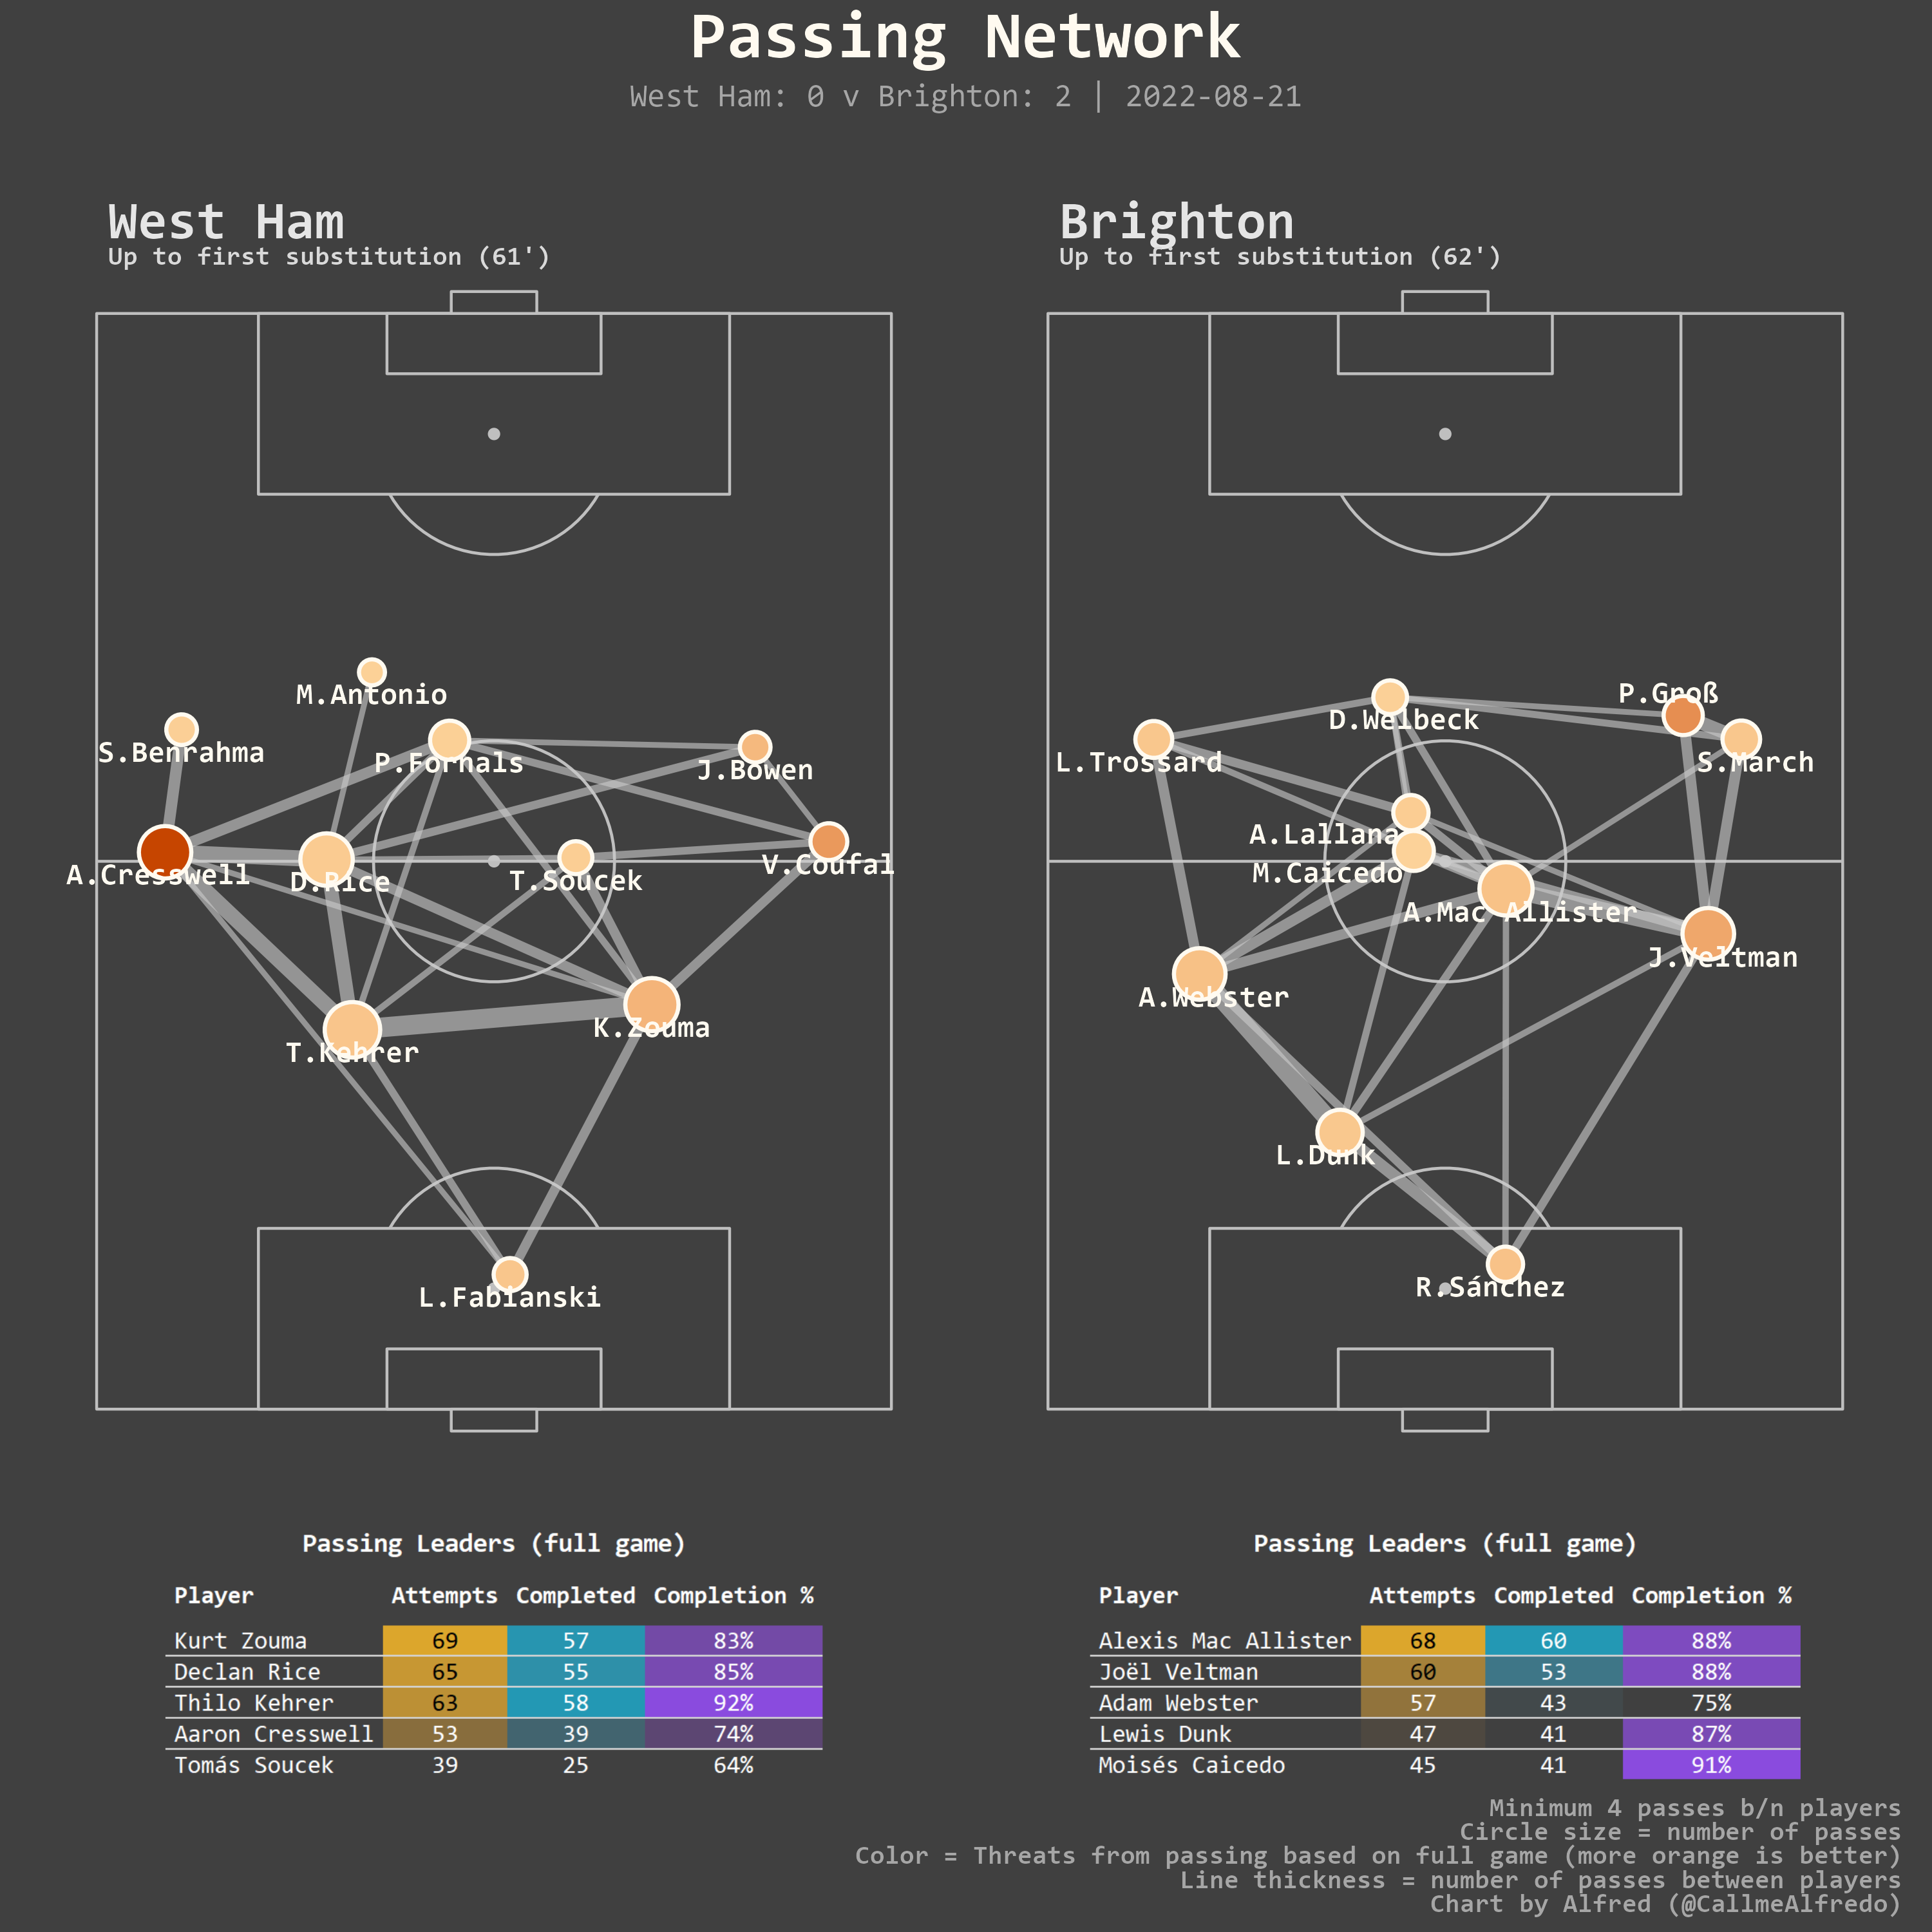 Passing Network
West Ham: 0 v Brighton: 2 | 2022-08-21
West Ham
Up to first substitution (61')
M.Antonio
S.Benrahma
P.Fornals
J.Bowen
A.Cresswell
D.Rice
T.Soucek
V.Coufal
T.Kehrer
K.Zouma
L.Fabianski
Brighton
Up to first substitution (62')
P.Groß
D.Welbeck
L.Trossard
S.March
A.Lallana
M.Caicedo
A.Mac Allister
J.Veltman
A.Webster
L.Dunk
R.Sánchez
Passing Leaders (full game)
Player Attempts Completed Completion %
Kurt Zouma 69 57 83%
Declan Rice 65 55 85%
Thilo Kehrer 63 58 92%
Aaron Cresswell 53 39 74%
Tomás Soucek 39 25 64%
Passing Leaders (full game)
Player Attempts Completed Completion %
Alexis Mac Allister 68 60 88%
Joël Veltman 60 53 88%
Adam Webster 57 43 75%
Lewis Dunk 47 41 87%
Moisés Caicedo 45 41 91%
Minimum 4 passes b/n players
Circle size = number of passes
Color = Threats from passing based on full game (more orange is better)
Line thickness = number of passes between players
Chart by Alfred (@CallmeAlfredo)